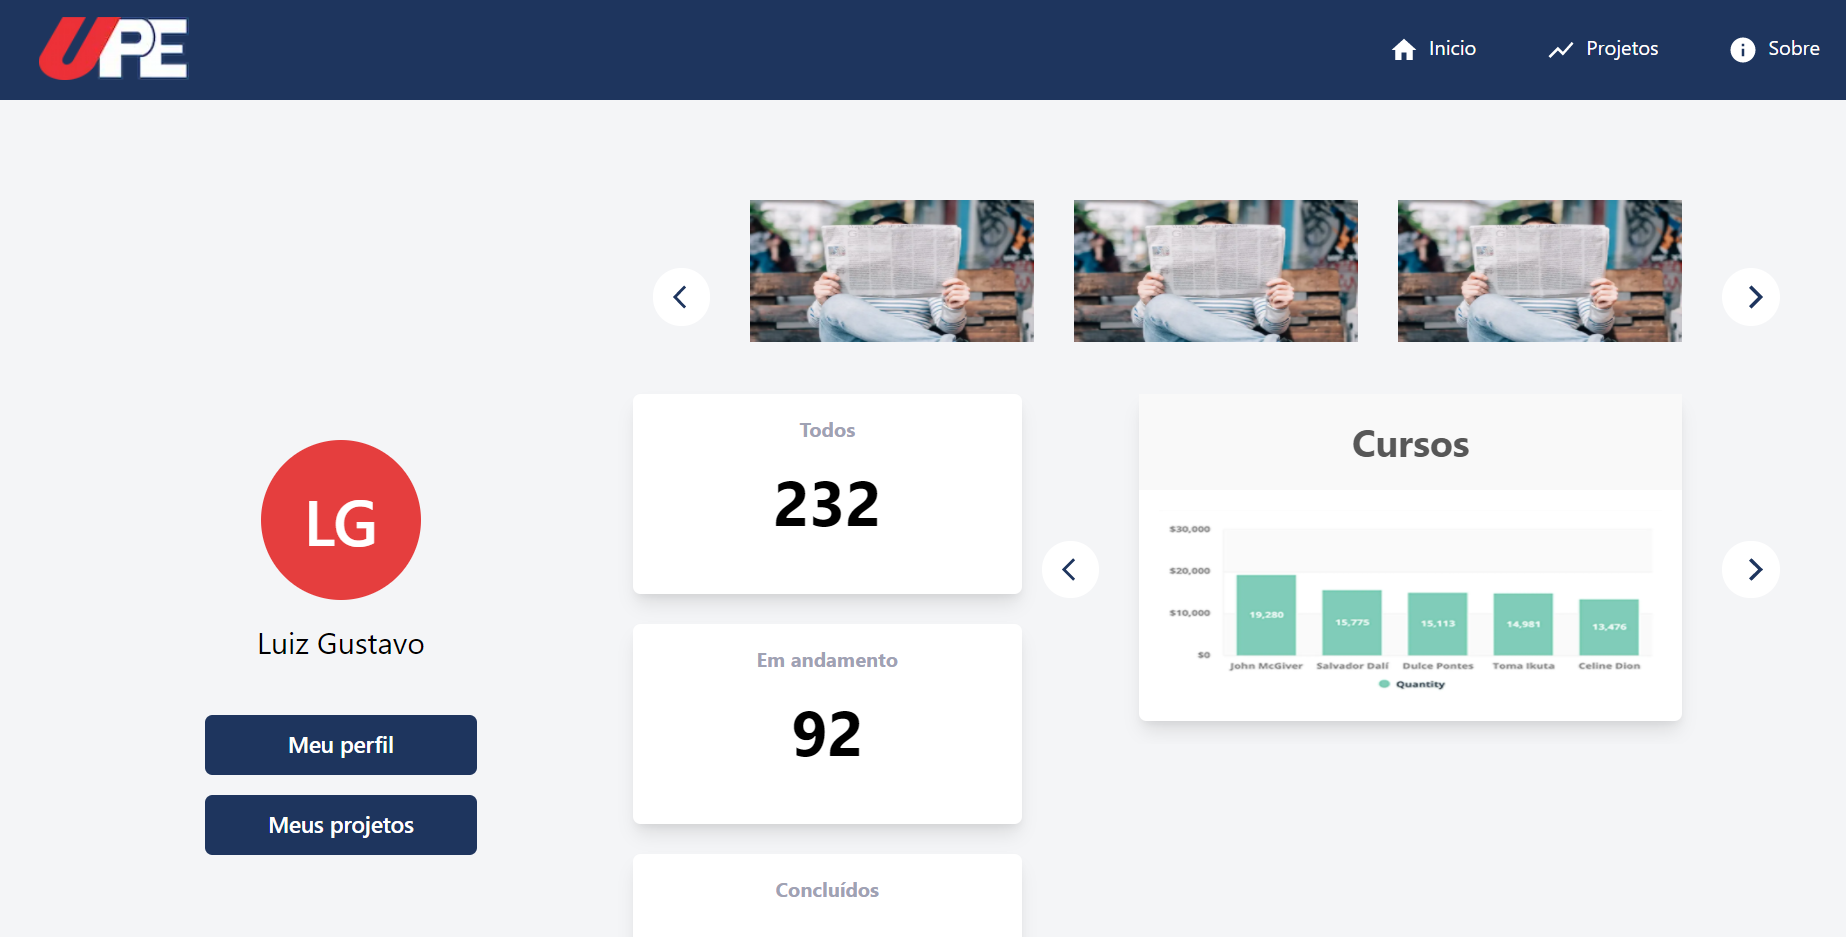 UPE
Inicio
Projetos
Sobre
LG
Luiz Gustavo
Meu perfil
Meus projetos
Todos
232
Em andamento
92
Concluídos
Cursos
$30,000
$20,000
$10,000
$0
19,280
15,775
15,113
14,981
13,476
John McGiver
Salvador Dalí
Dulce Pontes
Toma Ikuta
Celine Dion
Quantity